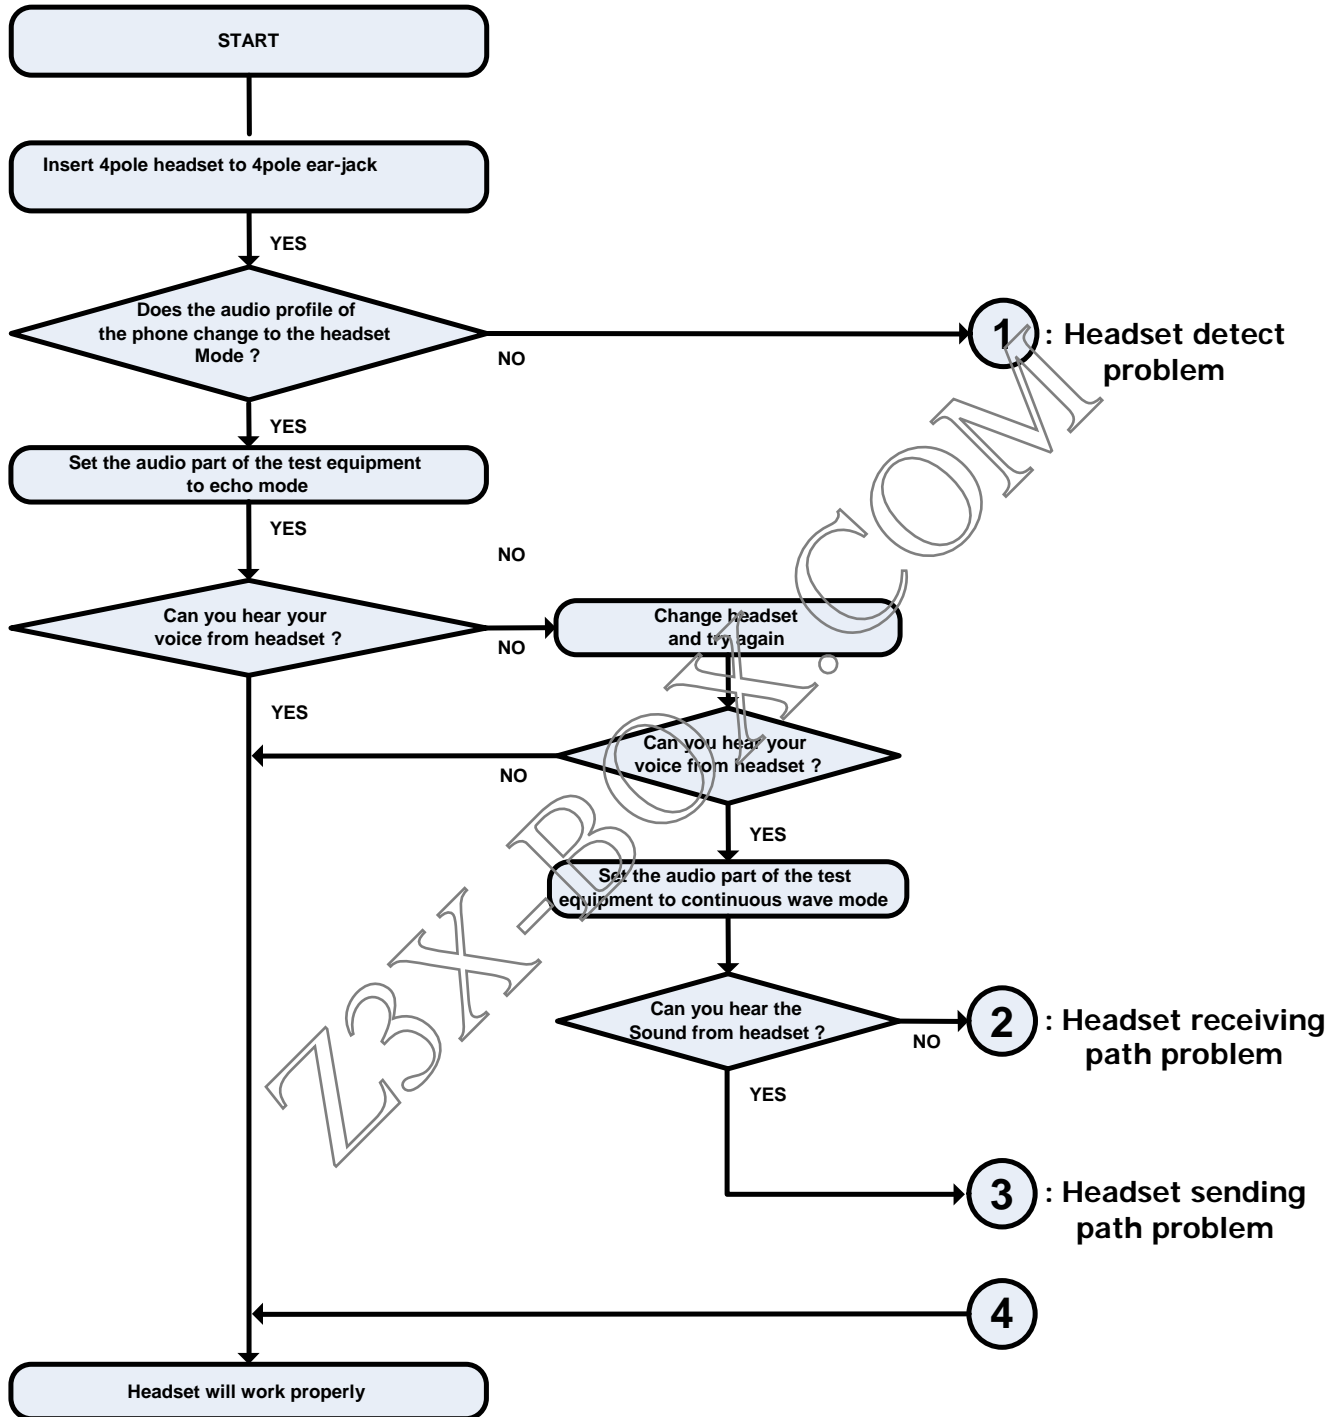 START
Insert 4pole headset to 4pole ear-jack
YES
Does the audio profile of
the phone change to the headset
Mode ?
NO
1
: Headset detect
problem
YES
Set the audio part of the test equipment
to echo mode
YES
NO
Can you hear your
voice from headset ?
NO
Change headset
and try again
YES
Can you hear your
voice from headset ?
NO
YES
Set the audio part of the test
equipment to continuous wave mode
Can you hear the
Sound from headset ?
NO
2
: Headset receiving
path problem
YES
3
: Headset sending
path problem
4
Headset will work properly
Z3X-BOX.COM